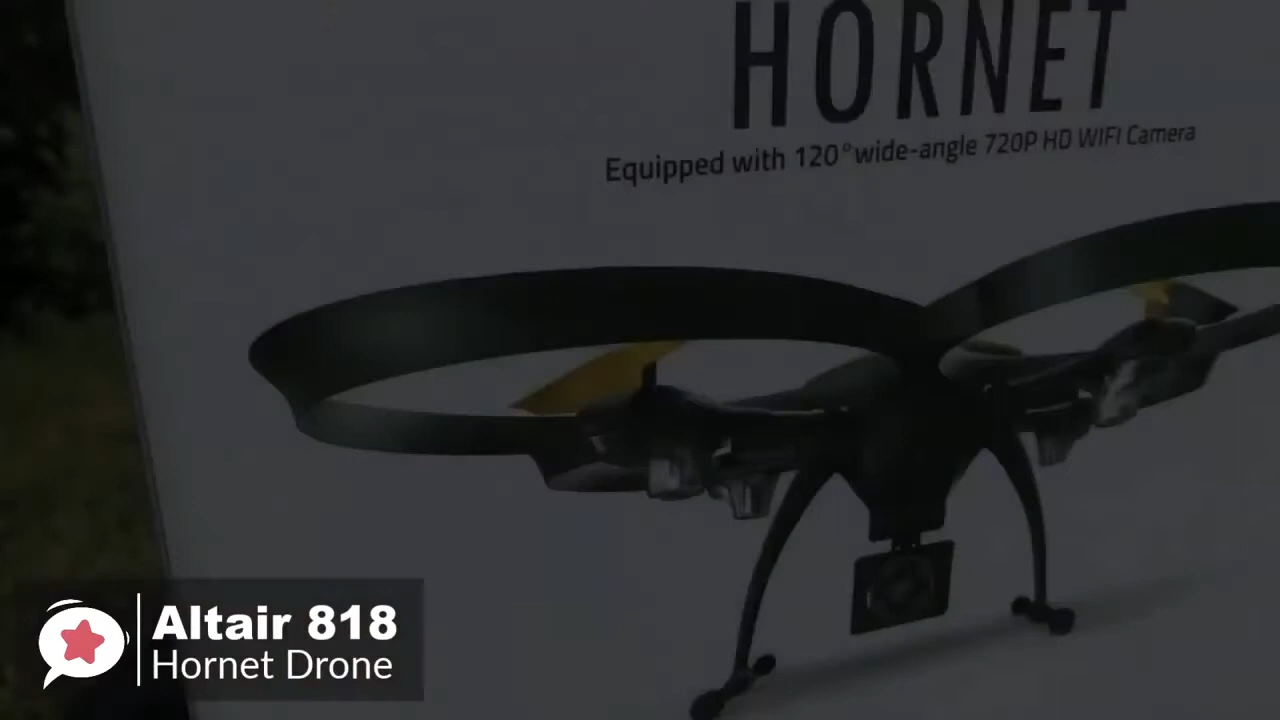 HORNET
Equipped with 120° wide-angle 720P HD WIFI Camera
Altair 818
Hornet Drone